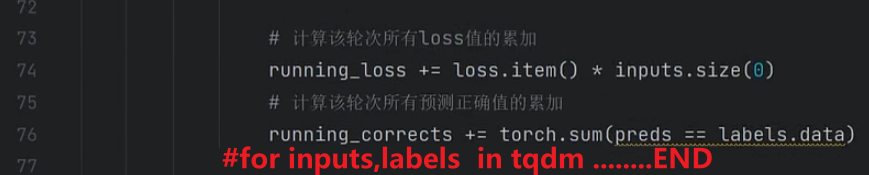 72
73 # 计算该轮次所有loss值的累加
74 running_loss += loss.item() * inputs.size(0)
75 # 计算该轮次所有预测正确值的累加
76 running_corrects += torch.sum(preds == labels.data)
77 #for inputs,labels in tqdm ........END